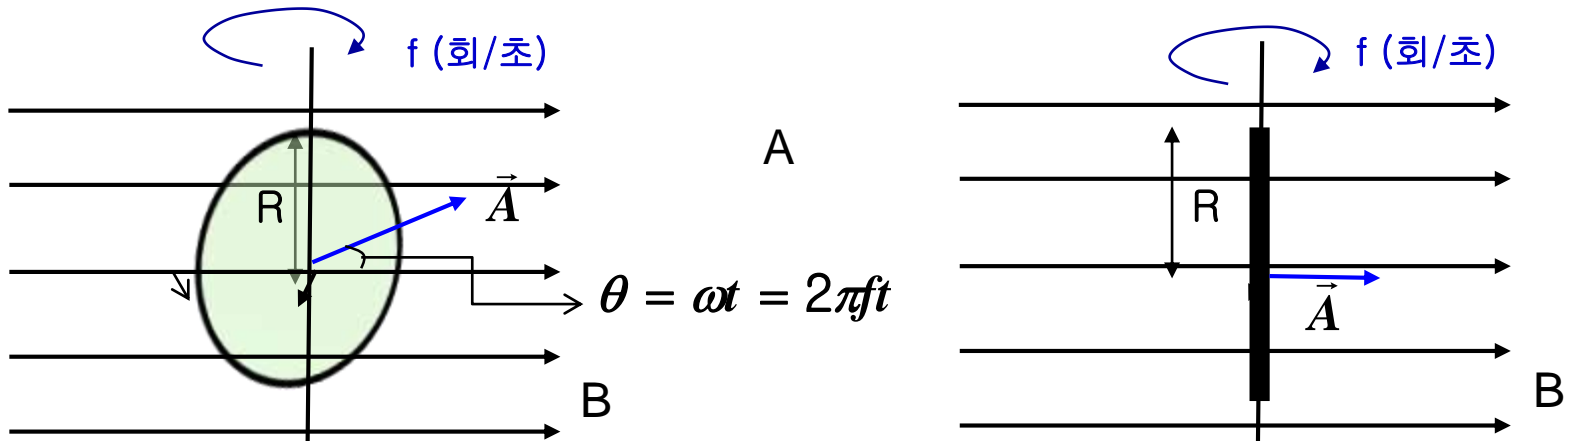 f (회/초)
R
A⃗
θ = ωt = 2πft
B
A
f (회/초)
R
A⃗
B